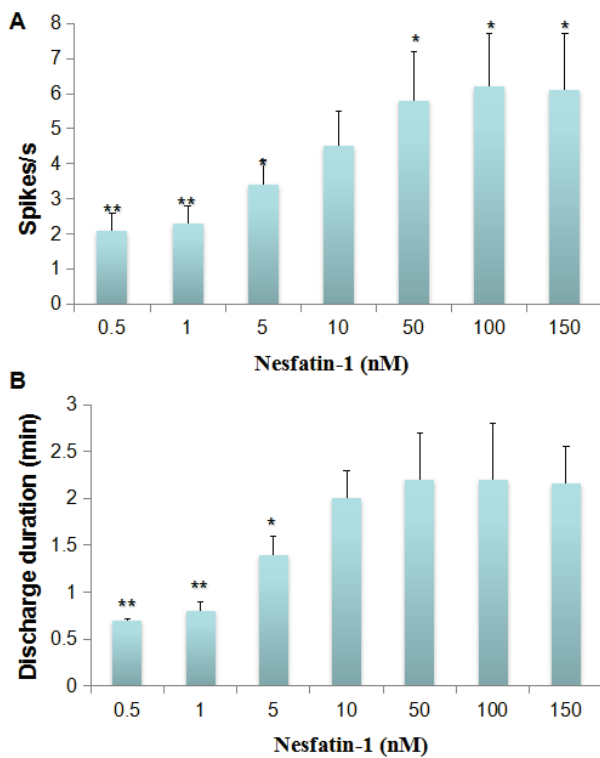 A
Spikes/s
8
7
6
5
4
3
2
1
0
** ** * * * *
0.5 1 5 10 50 100 150
Nesfatin-1 (nM)
B
Discharge duration (min)
3
2.5
2
1.5
1
0.5
0
** ** *
0.5 1 5 10 50 100 150
Nesfatin-1 (nM)